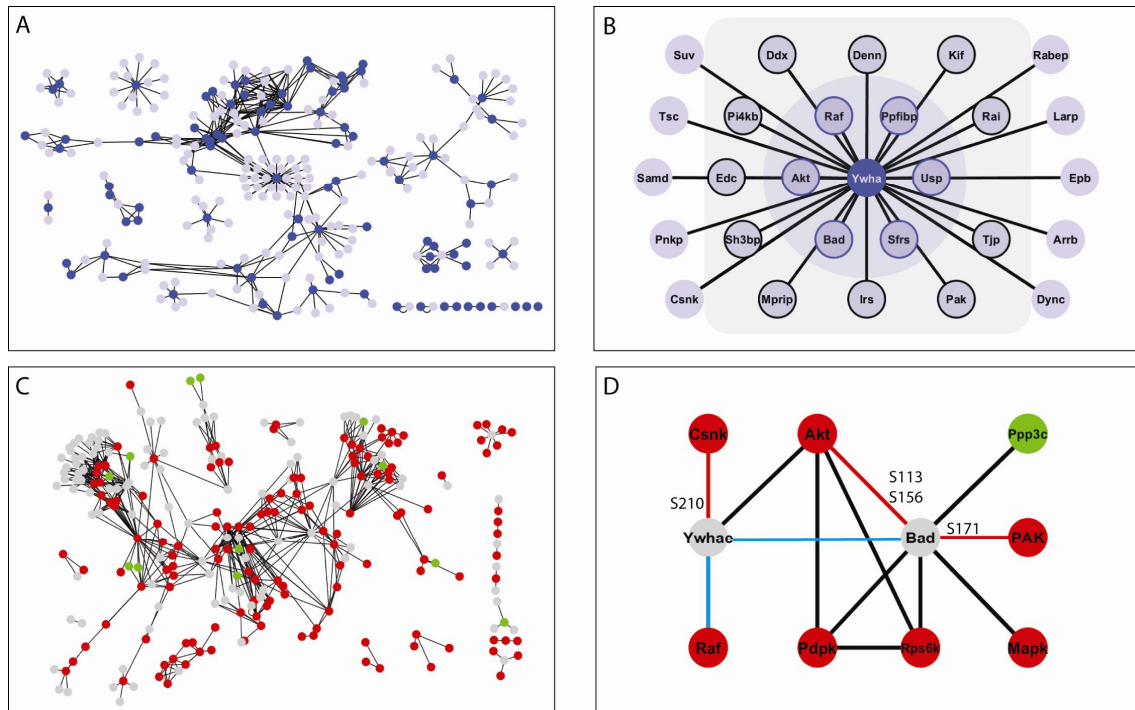 A
B
Suv
Ddx
Denn
Kif
Rabep
Tsc
Pi4kb
Raf
Ppfibp
Rai
Larp
Samd
Edc
Akt
Ywha
Usp
Epb
Pnkp
Sh3bp
Bad
Sfrs
Tjp
Arrb
Csnk
Mprip
Irs
Pak
Dync
C
D
Csnk
Akt
Ppp3c
S113
S210
S156
S171
Ywhae
Bad
PAK
Raf
Pdpk
Rps6k
Mapk